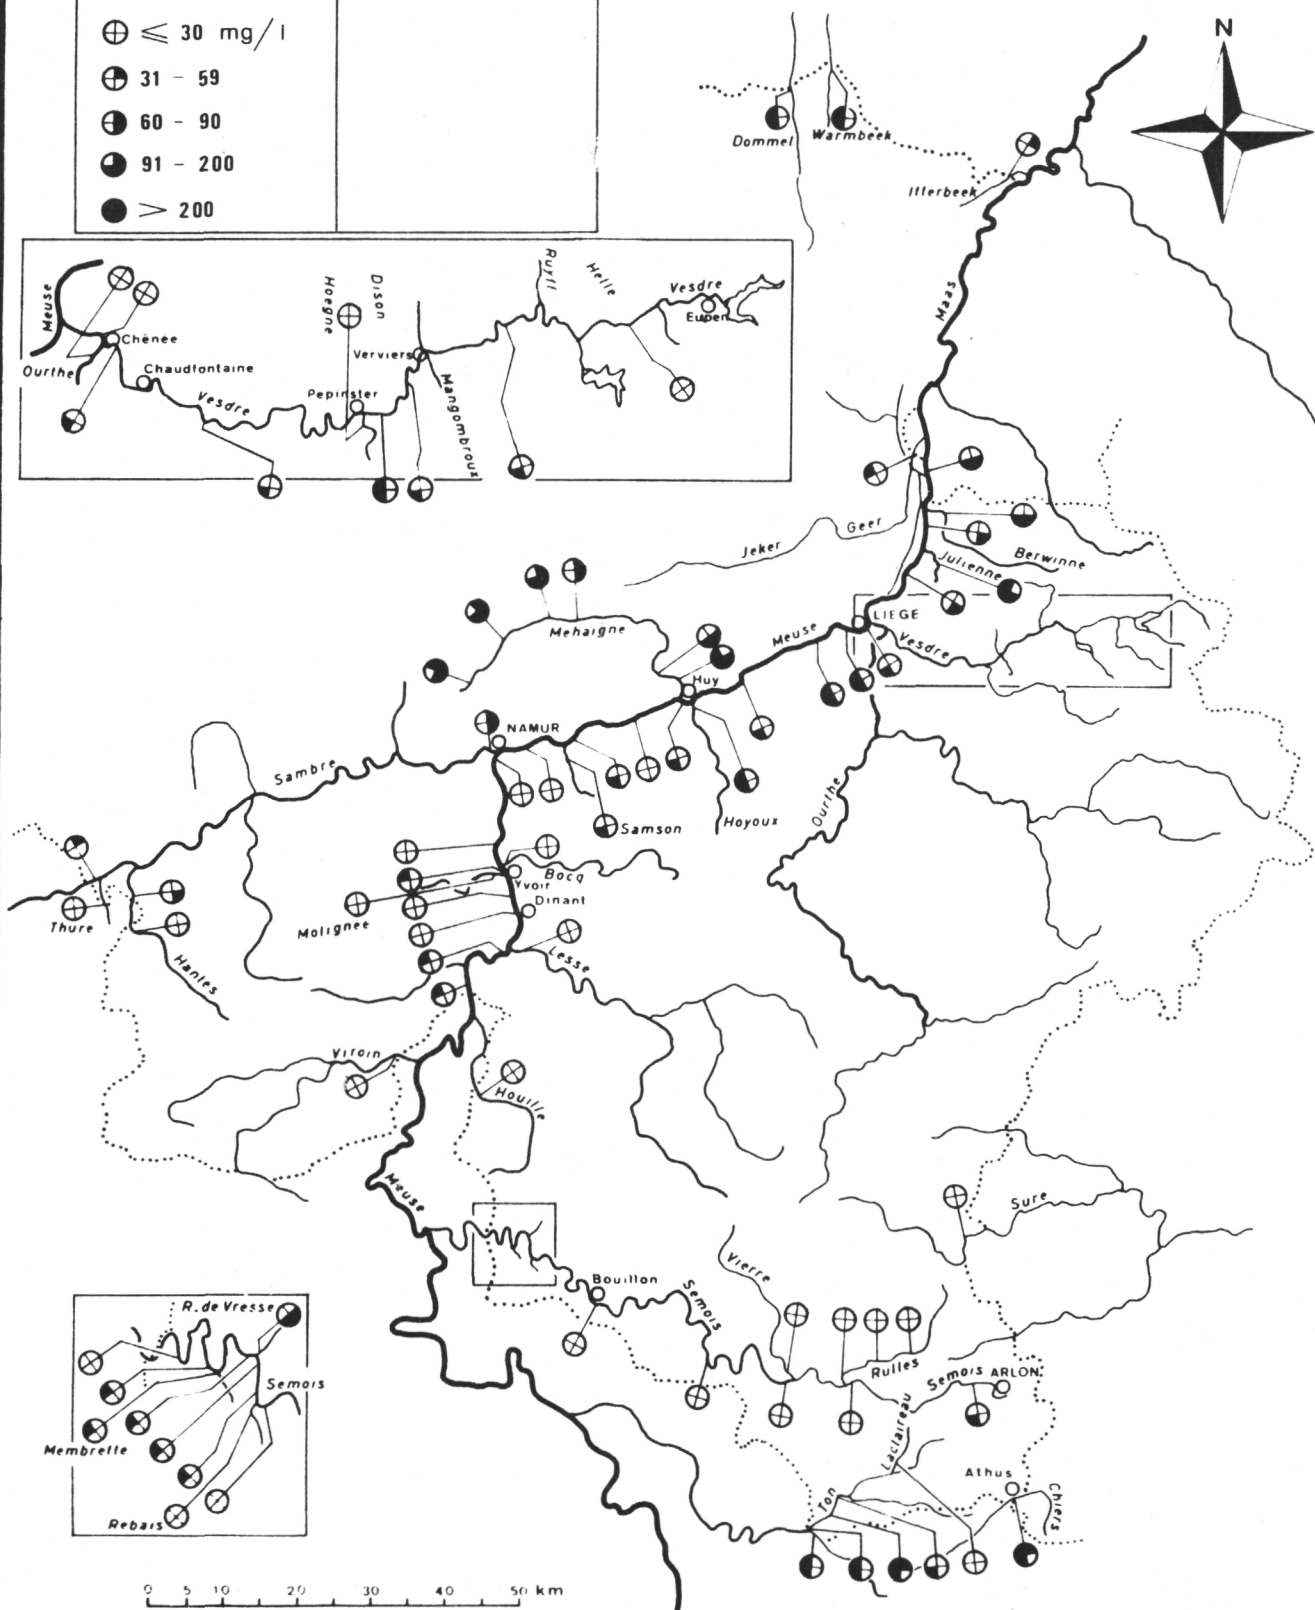 ≤ 30 mg/l
31 - 59
60 - 90
91 - 200
> 200
N
Dommel
Warmbeek
Itterbeek
Maas
Meuse
Ourthe
Chênée
Chaudfontaine
Vesdre
Hoegne
Dison
Pepinster
Verviers
Mangombroux
Ruyff
Helle
Vesdre
Eupen
Jeker
Geer
Berwinne
Julienne
LIEGE
Vesdre
Mehaigne
Meuse
Huy
NAMUR
Sambre
Samson
Hoyoux
Ourthe
Bocq
Yvoir
Dinant
Molignée
Thure
Hantes
Lesse
Viroin
Houille
Meuse
Sure
Vierre
Bouillon
Semois
Rulles
Semois
ARLON
Laclaireau
Ton
Athus
Chiers
R. de Vresse
Semois
Membrette
Rebais
0 5 10 20 30 40 50 km